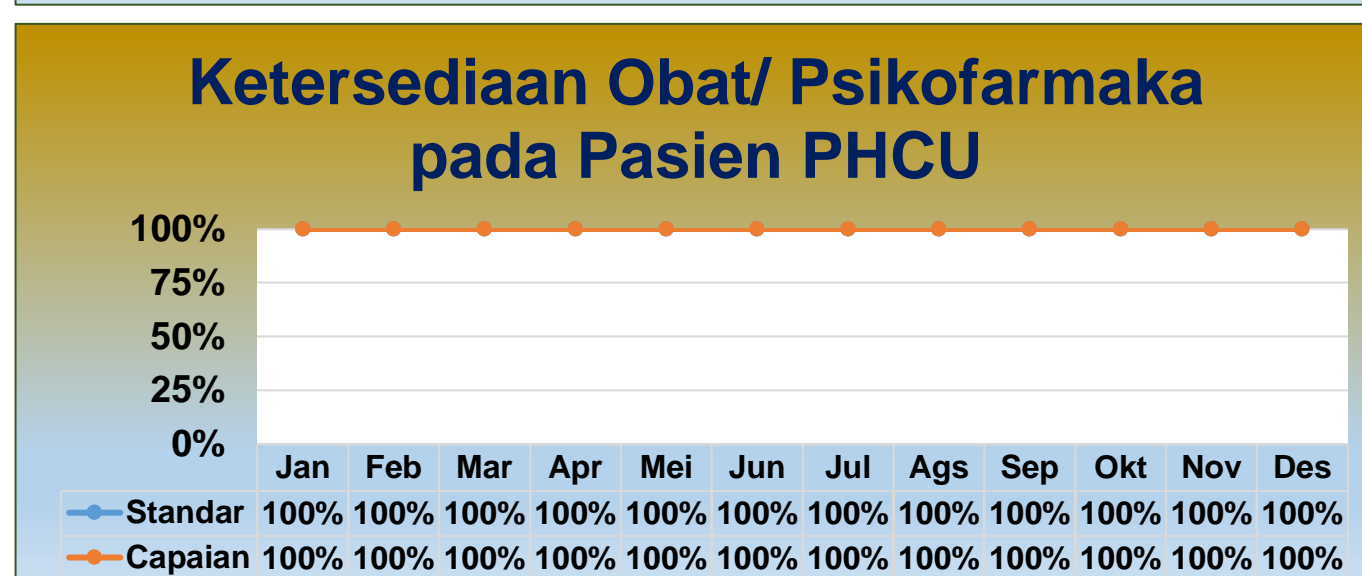 Ketersediaan Obat/ Psikofarmaka
pada Pasien PHCU
100%
75%
50%
25%
0%
Jan Feb Mar Apr Mei Jun Jul Ags Sep Okt Nov Des
Standar 100% 100% 100% 100% 100% 100% 100% 100% 100% 100% 100% 100%
Capaian 100% 100% 100% 100% 100% 100% 100% 100% 100% 100% 100% 100%